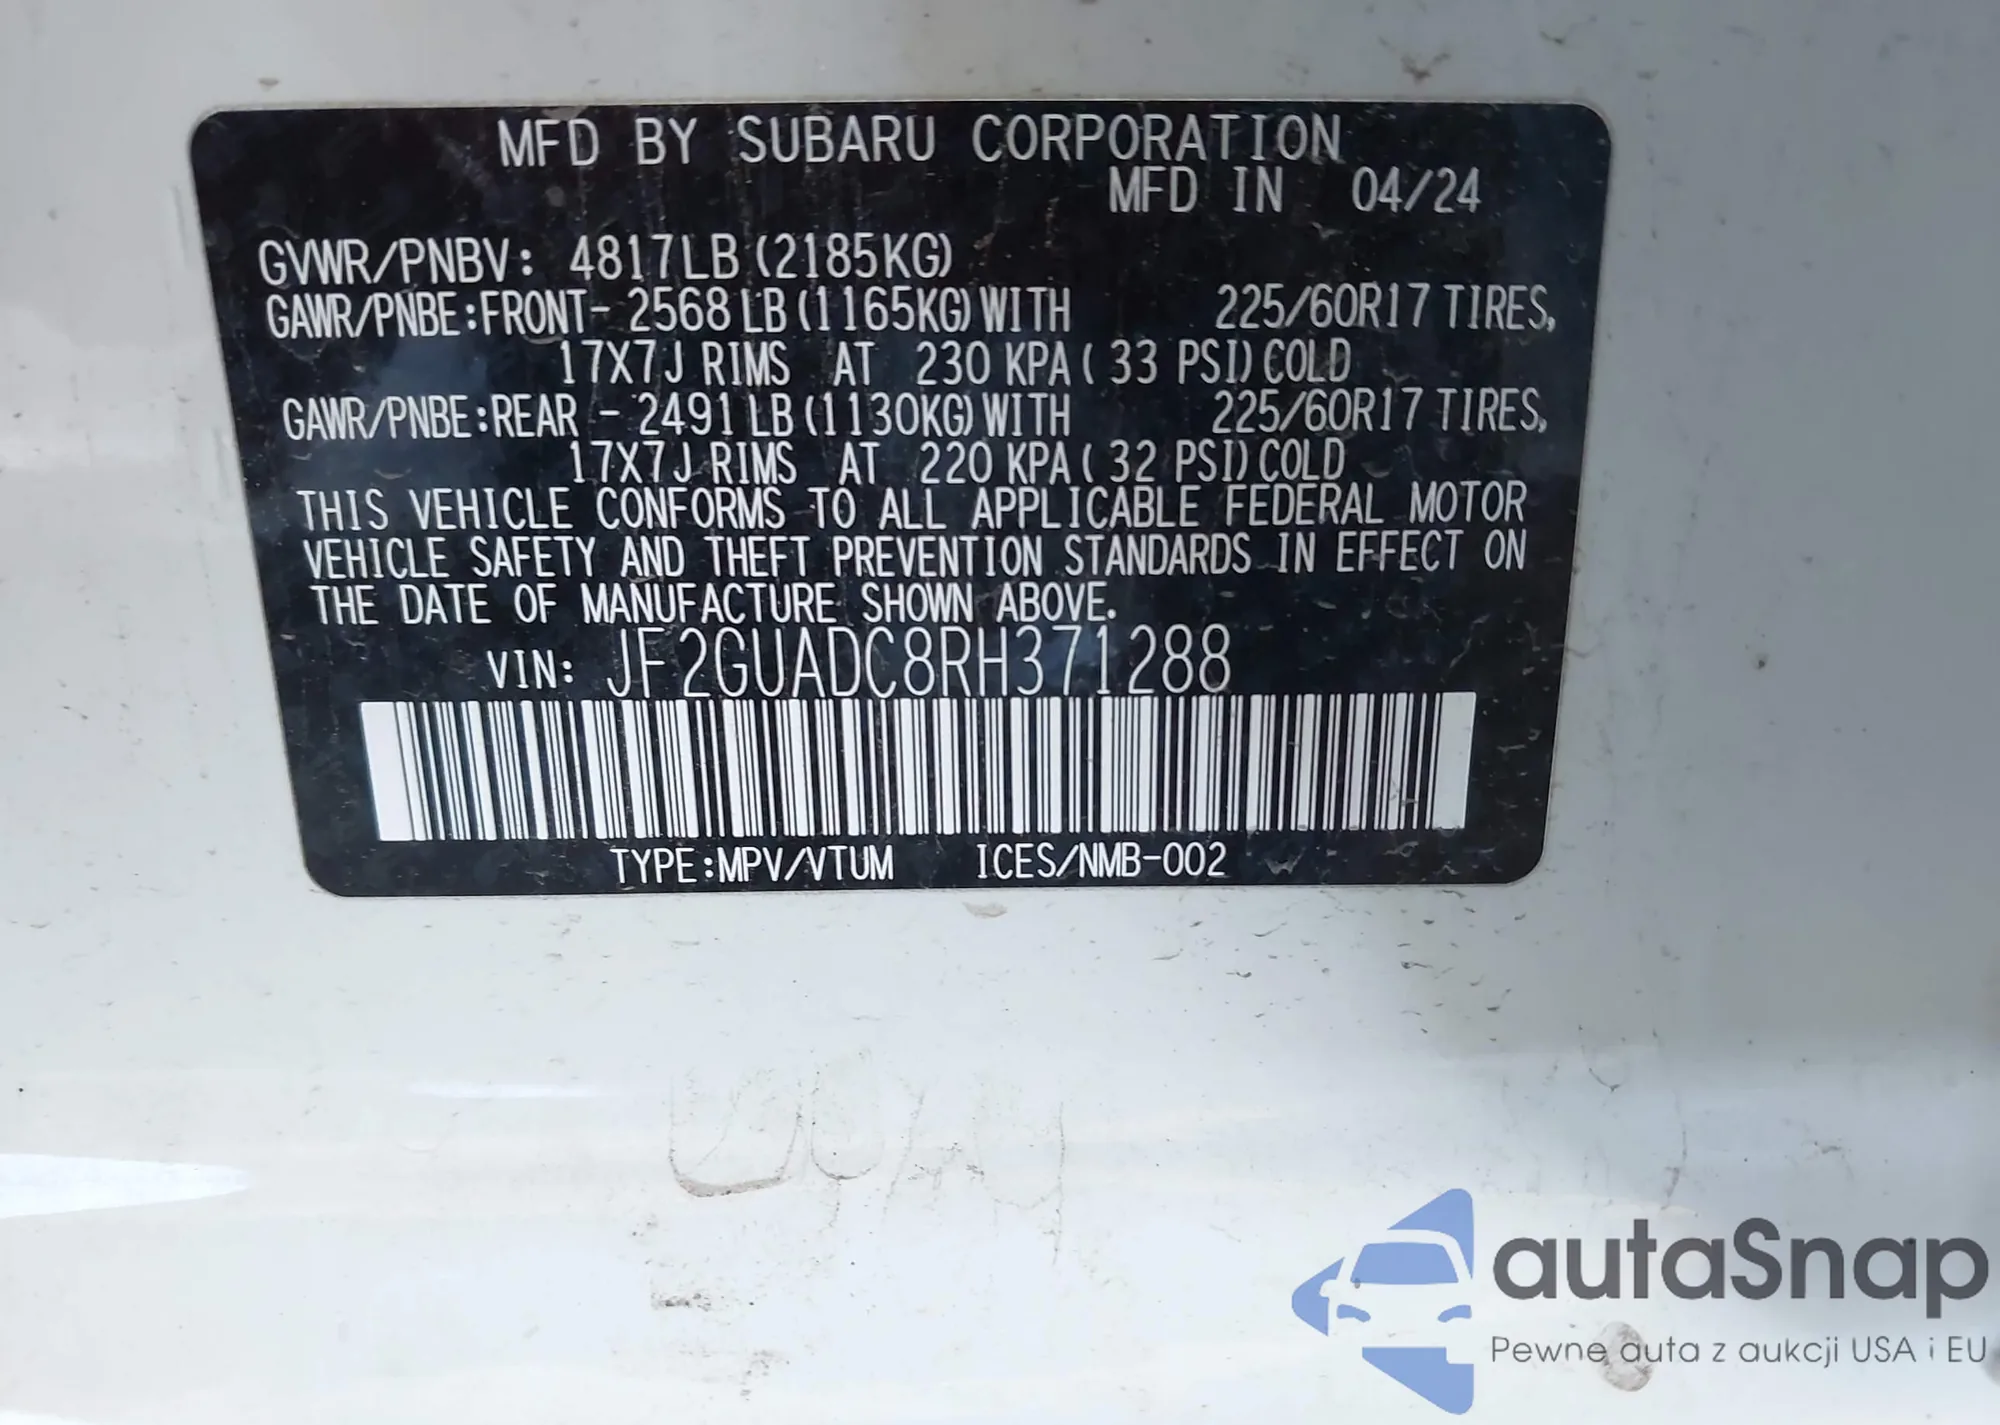 MFD BY SUBARU CORPORATION
MFD IN 04/24
GVWR/PNBV: 4817LB (2185KG)
GAWR/PNBE:FRONT- 2568 LB (1165KG) WITH 225/60R17 TIRES,
17X7J RIMS AT 230 KPA ( 33 PSI) COLD
GAWR/PNBE:REAR - 2491 LB (1130KG) WITH 225/60R17 TIRES,
17X7J RIMS AT 220 KPA ( 32 PSI) COLD
THIS VEHICLE CONFORMS TO ALL APPLICABLE FEDERAL MOTOR
VEHICLE SAFETY AND THEFT PREVENTION STANDARDS IN EFFECT ON
THE DATE OF MANUFACTURE SHOWN ABOVE.
VIN: JF2GUADC8RH371288
TYPE:MPV/VTUM ICES/NMB-002
autaSnap
Pewne auta z aukcji USA i EU